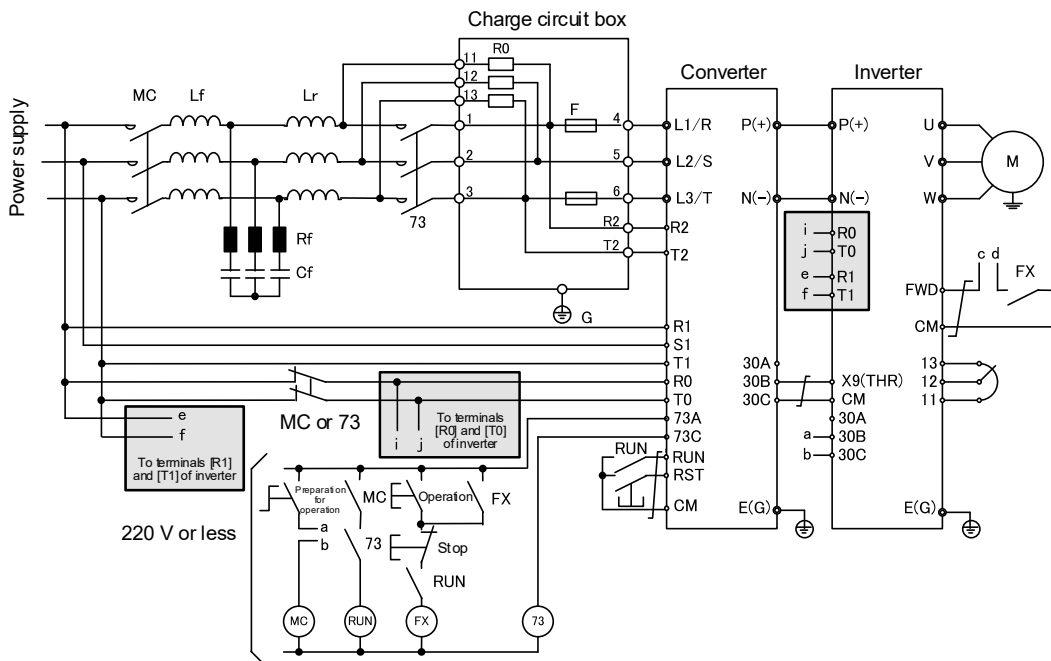 Charge circuit box
Power supply
MC
Lf
Lr
11
R0
12
13
F
1
4
2
5
3
6
73
R2
T2
Rf
Cf
G
Converter
Inverter
L1/R
P(+)
P(+)
U
L2/S
V
M
L3/T
N(-)
N(-)
W
R2
T2
i
R0
j
T0
e
R1
f
T1
c d
FX
FWD
CM
R1
S1
T1
30A
13
R0
30B
X9(THR)
12
T0
30C
CM
11
73A
30A
73C
a
30B
b
30C
RUN
RUN
RST
CM
E(G)
E(G)
MC or 73
i j
To terminals
[R0] and [T0]
of inverter
e
f
To terminals [R1]
and [T1] of inverter
220 V or less
Preparation
for
operation
MC
Operation
FX
a
b
73
Stop
RUN
MC
RUN
FX
73